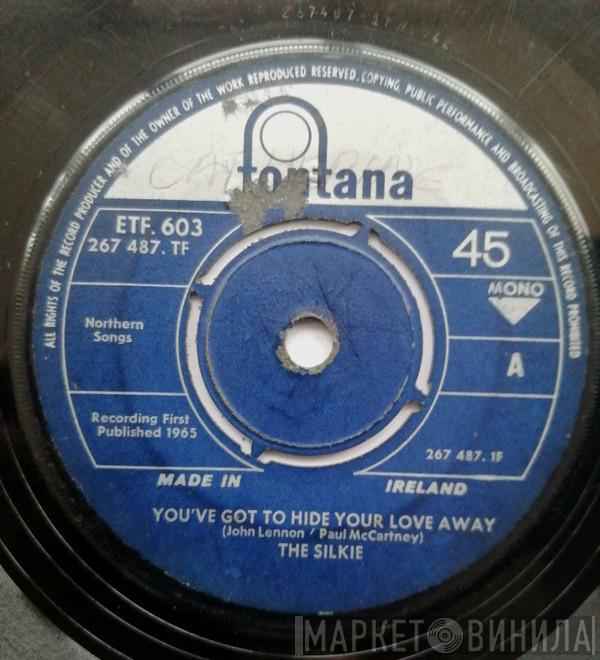 267487 1F
ALL RIGHTS OF THE RECORD PRODUCER AND OF THE OWNER OF THE WORK REPRODUCED RESERVED. COPYING, PUBLIC PERFORMANCE AND BROADCASTING OF THIS RECORD PROHIBITED
fontana
ETF. 603
267 487. TF
45
MONO
Northern
Songs
A
Recording First
Published 1965
267 487. 1F
MADE IN IRELAND
YOU'VE GOT TO HIDE YOUR LOVE AWAY
(John Lennon / Paul McCartney)
THE SILKIE
МАРКЕТ ВИНИЛА